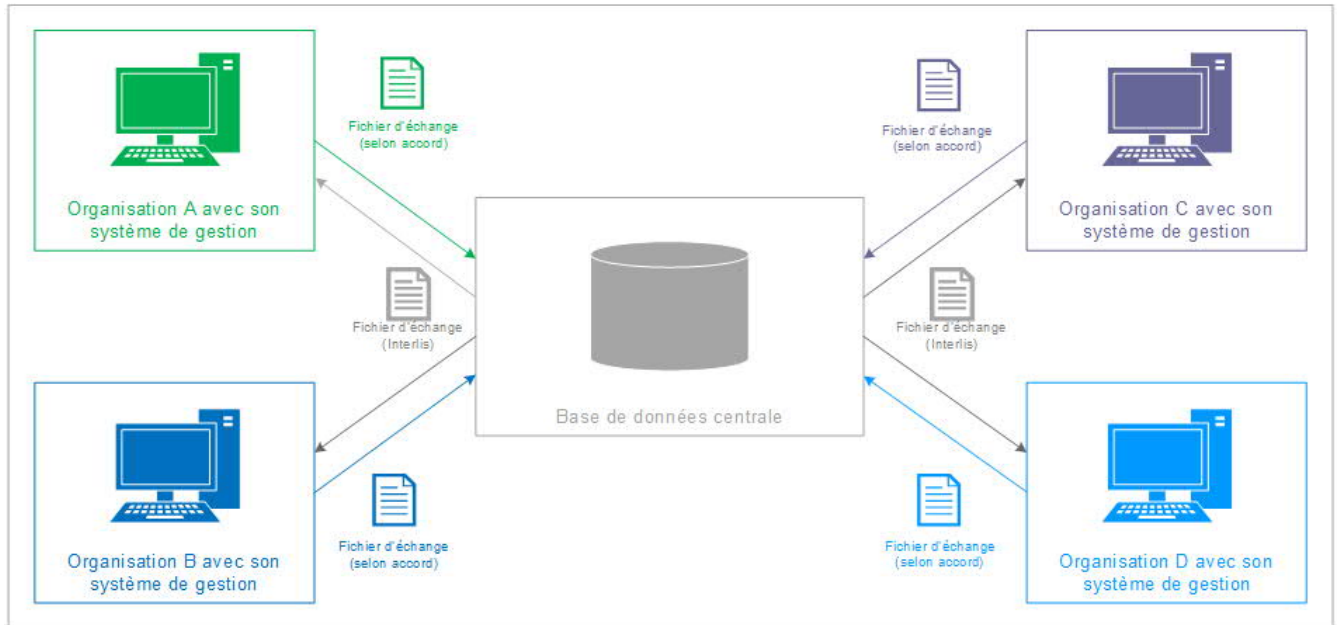 Fichier d'échange
(selon accord)
Fichier d'échange
(selon accord)
Organisation A avec son
système de gestion
Organisation C avec son
système de gestion
Fichier d'échange
(Interlis)
Fichier d'échange
(Interlis)
Base de données centrale
Fichier d'échange
(selon accord)
Fichier d'échange
(selon accord)
Organisation B avec son
système de gestion
Organisation D avec son
système de gestion